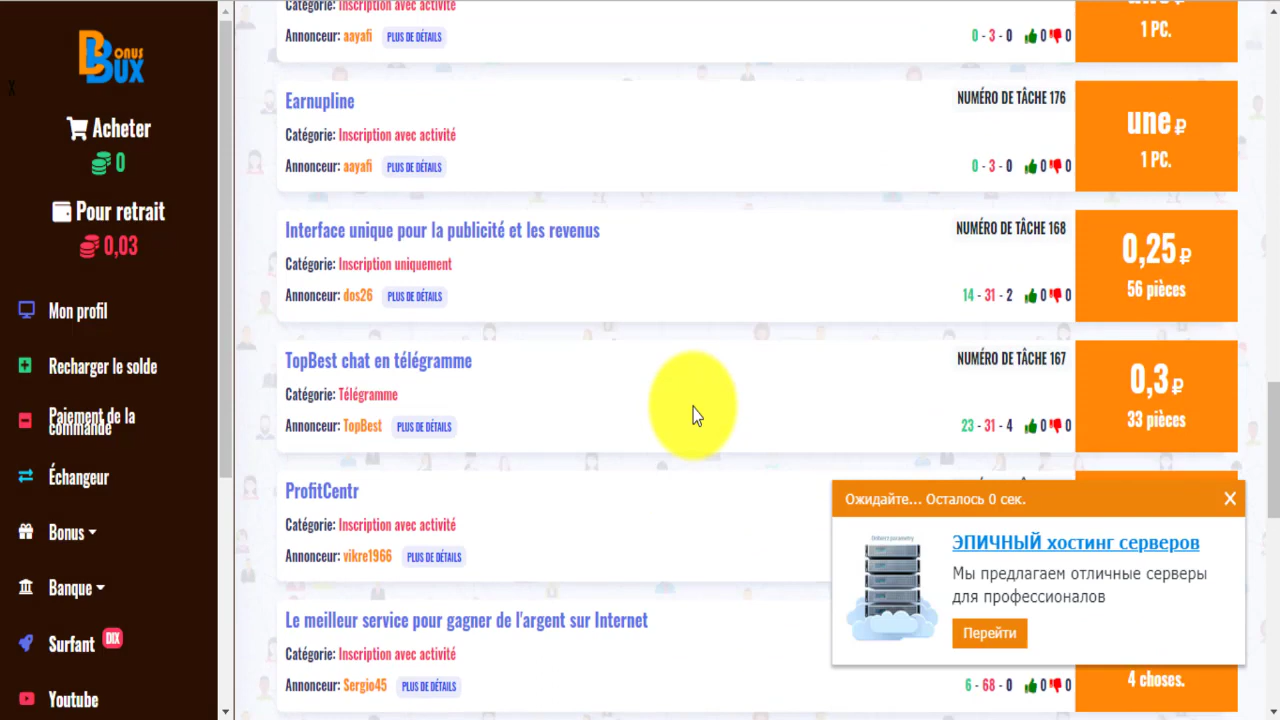 Bonus
Bux
X
Acheter
0
Pour retrait
0,03
Mon profil
Recharger le solde
Paiement de la
commande
Échangeur
Bonus
Banque
Surfant DIX
Youtube
Catégorie: Inscription avec activité
Annonceur: aayafi PLUS DE DÉTAILS
0 - 3 - 0 0 0
1 PC.
Earnupline
NUMÉRO DE TÂCHE 176
Catégorie: Inscription avec activité
Annonceur: aayafi PLUS DE DÉTAILS
0 - 3 - 0 0 0
une ₽
1 PC.
Interface unique pour la publicité et les revenus
NUMÉRO DE TÂCHE 168
Catégorie: Inscription uniquement
Annonceur: dos26 PLUS DE DÉTAILS
14 - 31 - 2 0 0
0,25 ₽
56 pièces
TopBest chat en télégramme
NUMÉRO DE TÂCHE 167
Catégorie: Télégramme
Annonceur: TopBest PLUS DE DÉTAILS
23 - 31 - 4 0 0
0,3 ₽
33 pièces
ProfitCentr
Catégorie: Inscription avec activité
Annonceur: vikre1966 PLUS DE DÉTAILS
Le meilleur service pour gagner de l'argent sur Internet
Catégorie: Inscription avec activité
Annonceur: Sergio45 PLUS DE DÉTAILS
6 - 68 - 0 0 0
4 choses.
Ожидайте... Осталось 0 сек.
ЭПИЧНЫЙ хостинг серверов
Мы предлагаем отличные серверы
для профессионалов
Перейти